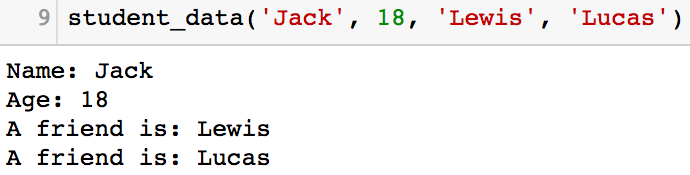 9 student_data('Jack', 18, 'Lewis', 'Lucas')
Name: Jack
Age: 18
A friend is: Lewis
A friend is: Lucas